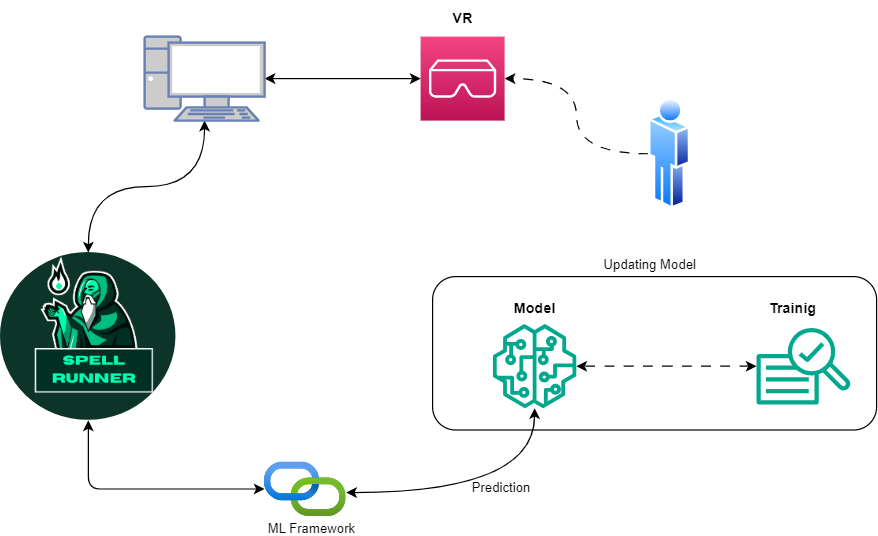 VR
Updating Model
Model
Trainig
SPELL
RUNNER
Prediction
ML Framework